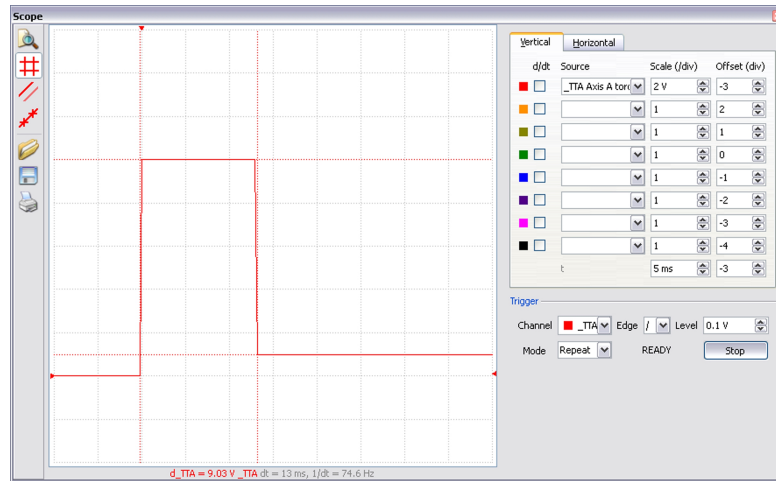 Scope
Vertical Horizontal
d/dt Source Scale (/div) Offset (div)
_TTA Axis A torc 2 V -3
1 2
1 1
1 0
1 -1
1 -2
1 -3
1 -4
t 5 ms -3
Trigger
Channel _TTA Edge / Level 0.1 V
Mode Repeat READY Stop
d_TTA = 9.03 V _TTA dt = 13 ms, 1/dt = 74.6 Hz